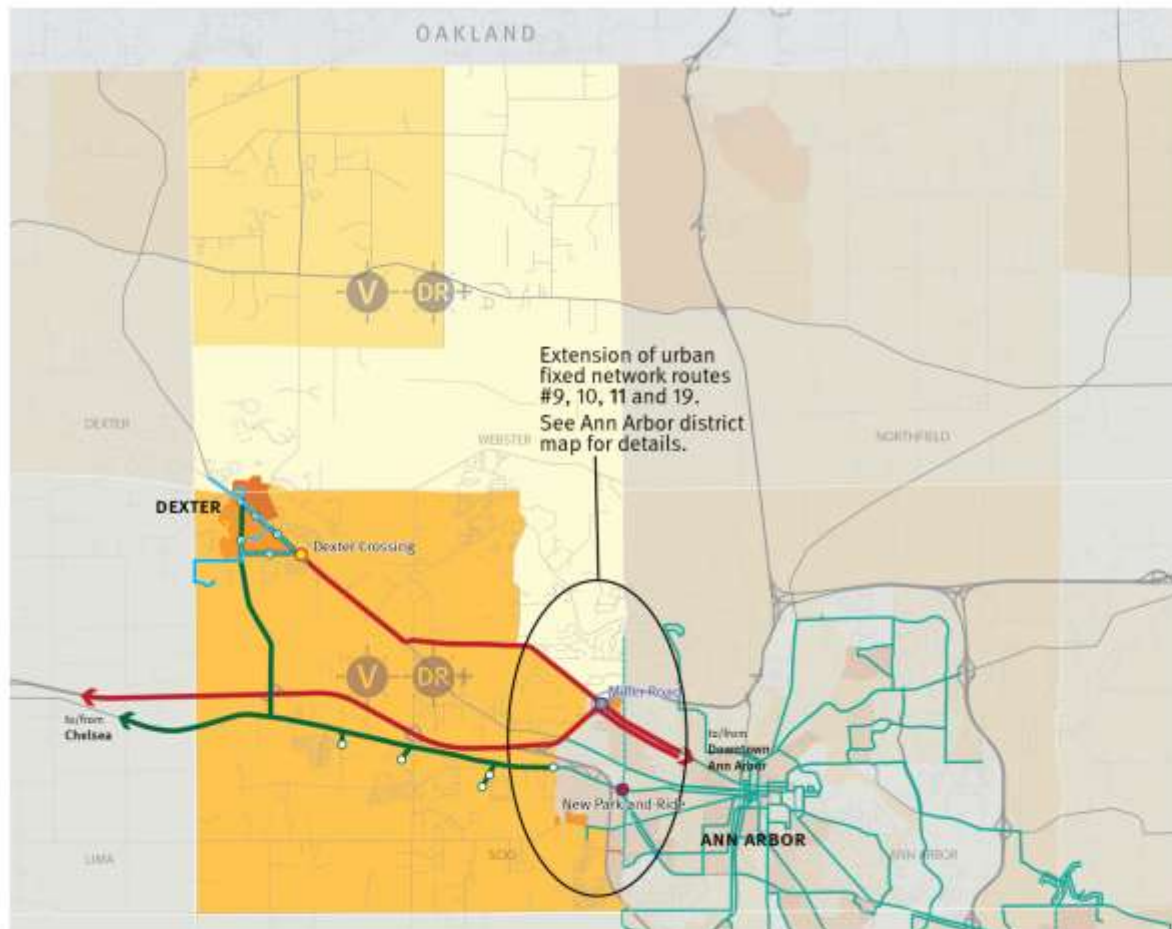 OAKLAND
V
DR
Extension of urban
fixed network routes
#9, 10, 11 and 19.
See Ann Arbor district
map for details.
DEXTER
WEBSTER
NORTHFIELD
DEXTER
Dexter Crossing
V
DR
Miller Road
to/from
Chelsea
to/from
Downtown
Ann Arbor
New Park and Ride
ANN ARBOR
LIMA
SCIO
ANN ARBOR